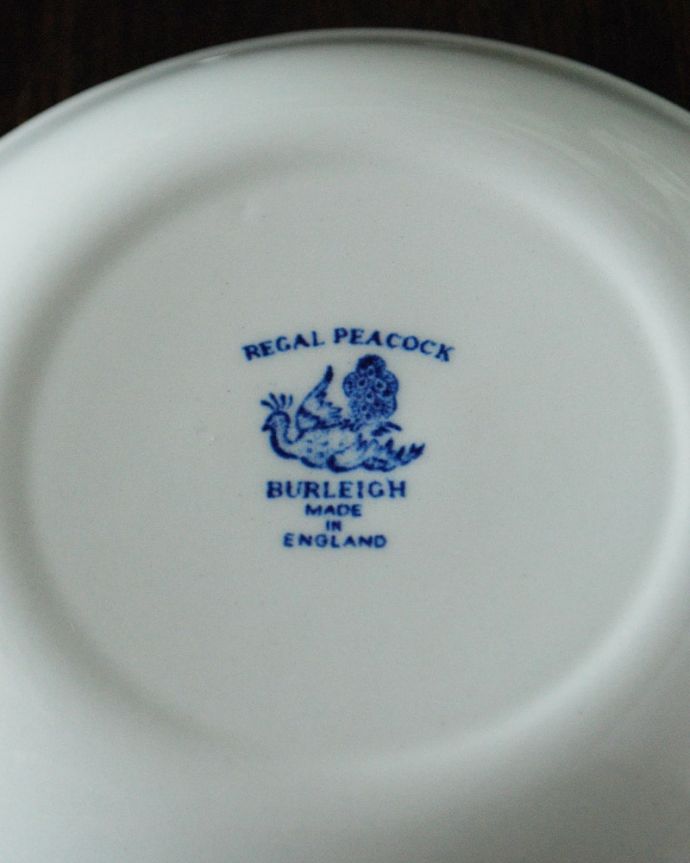 REGAL PEACOCK
BURLEIGH
MADE
IN
ENGLAND